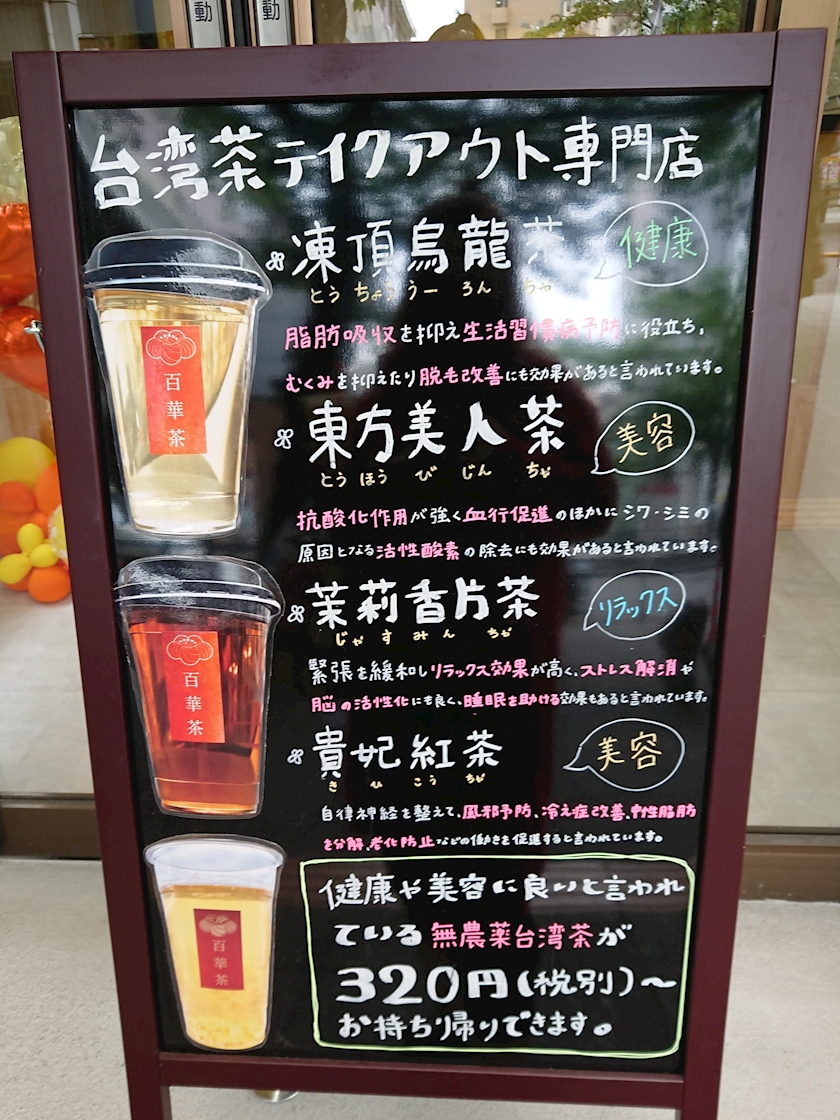 動
動
台湾茶テイクアウト専門店
凍頂烏龍茶
健康
とうちょううーろんちゃ
脂肪吸収を抑え生活習慣病予防に役立ち、
むくみを抑えたり脱毛改善にも効果があると言われています。
東方美人茶
美容
とうほうびじんちゃ
抗酸化作用が強く血行促進のほかにシワ・シミの
原因となる活性酸素の除去にも効果があると言われています。
茉莉香片茶
リラックス
じゃすみんちゃ
緊張を緩和しリラックス効果が高く、ストレス解消や
脳の活性化にも良く、睡眠を助ける効果もあると言われています。
貴妃紅茶
美容
きひこうちゃ
自律神経を整えて、風邪予防、冷え症改善、中性脂肪
を分解、老化防止などの働きを促進すると言われています。
健康や美容に良いと言われ
ている無農薬台湾茶が
320円(税別)〜
お持ち帰りできます。
百華茶
百華茶
百華茶